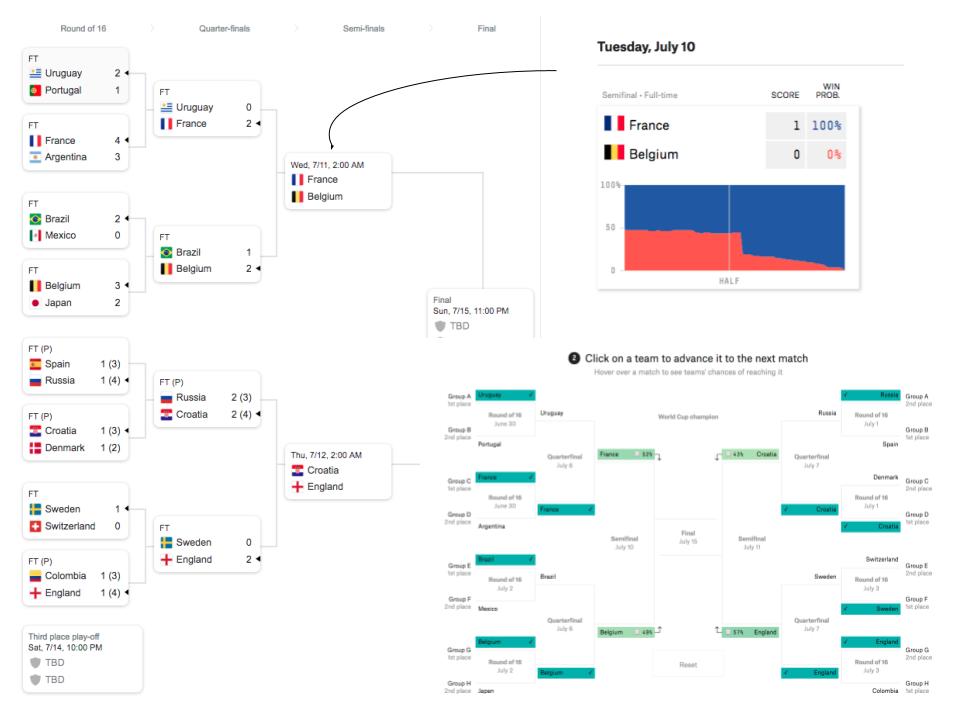 Round of 16
Quarter-finals
Semi-finals
Final
FT
Uruguay 2
Portugal 1
FT
France 4
Argentina 3
FT
Brazil 2
Mexico 0
FT
Belgium 3
Japan 2
FT (P)
Spain 1 (3)
Russia 1 (4)
FT (P)
Croatia 1 (3)
Denmark 1 (2)
FT
Sweden 1
Switzerland 0
FT (P)
Colombia 1 (3)
England 1 (4)
Third place play-off
Sat, 7/14, 10:00 PM
TBD
TBD
FT
Uruguay 0
France 2
FT
Brazil 1
Belgium 2
FT (P)
Russia 2 (3)
Croatia 2 (4)
FT
Sweden 0
England 2
Wed, 7/11, 2:00 AM
France
Belgium
Thu, 7/12, 2:00 AM
Croatia
England
Final
Sun, 7/15, 11:00 PM
TBD
Tuesday, July 10
Semifinal • Full-time
SCORE
WIN
PROB.
France 1 100%
Belgium 0 0%
100%
50
0
HALF
2 Click on a team to advance it to the next match
Hover over a match to see teams' chances of reaching it
Group A
1st place
Uruguay
Round of 16
June 30
Group B
2nd place
Portugal
Group C
1st place
France
Round of 16
June 30
Group D
2nd place
Argentina
Group E
1st place
Brazil
Round of 16
July 2
Group F
2nd place
Mexico
Group G
1st place
Belgium
Round of 16
July 2
Group H
2nd place
Japan
Uruguay
Quarterfinal
July 6
France
Brazil
Quarterfinal
July 6
Belgium
France
Semifinal
July 10
Belgium
World Cup champion
Final
July 15
Reset
43% Croatia
Semifinal
July 11
57% England
Russia
Quarterfinal
July 7
Croatia
Sweden
Quarterfinal
July 7
England
Russia
Group A
2nd place
Round of 16
July 1
Group B
1st place
Spain
Denmark
Group C
2nd place
Round of 16
July 1
Group D
1st place
Croatia
Switzerland
Group E
2nd place
Round of 16
July 3
Group F
1st place
Sweden
England
Group G
2nd place
Round of 16
July 3
Group H
1st place
Colombia